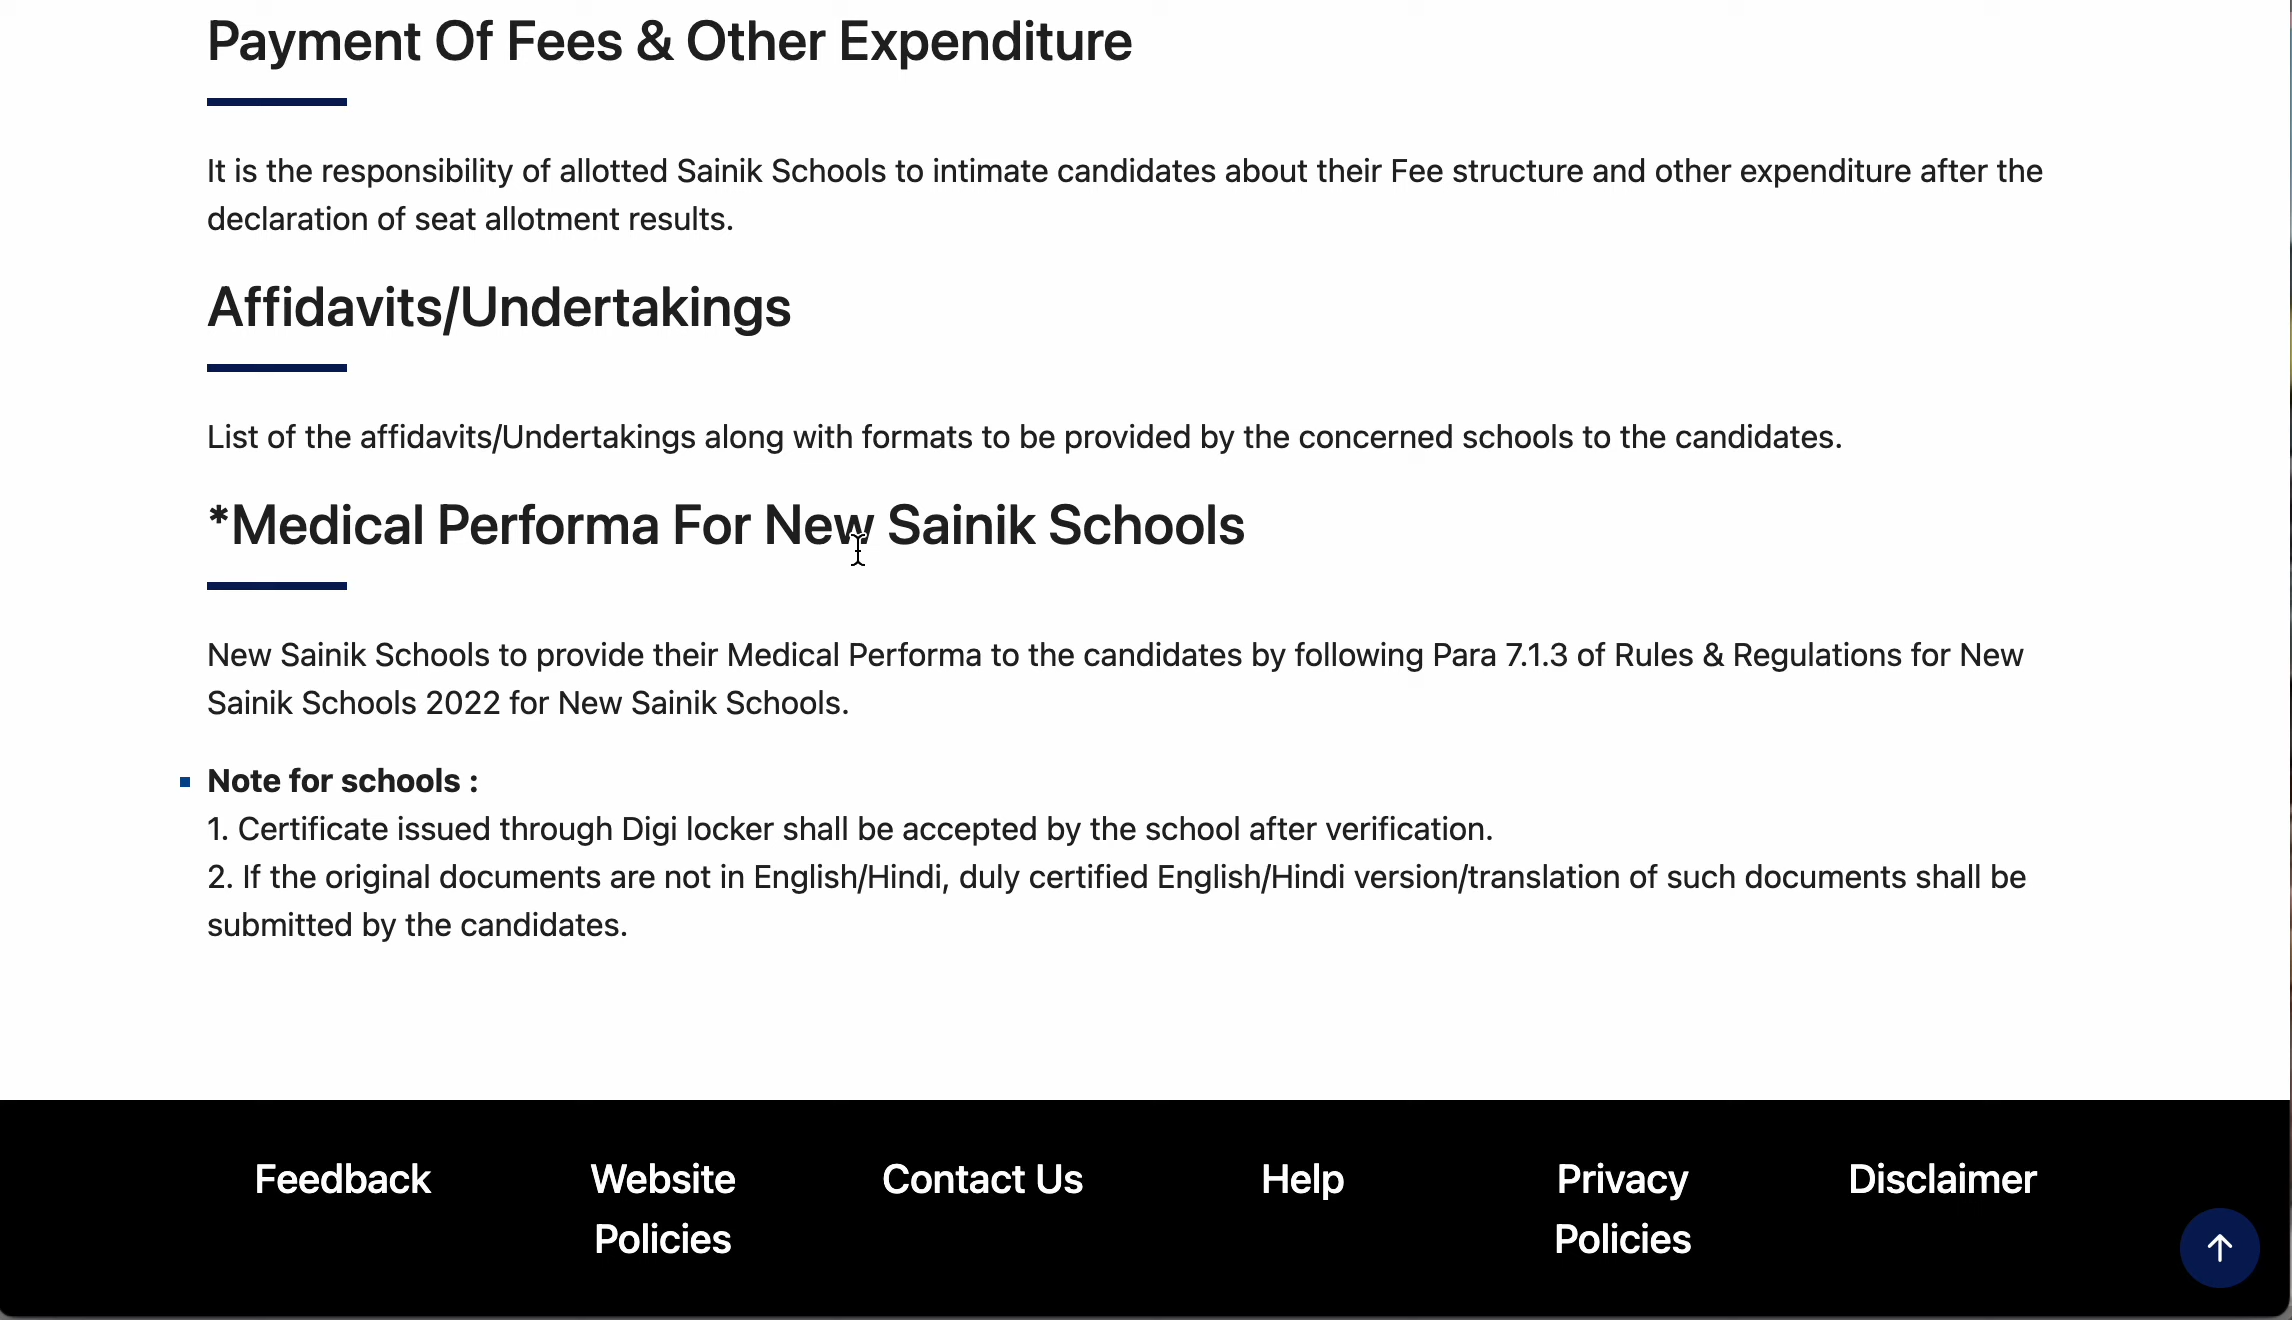 Payment Of Fees & Other Expenditure
It is the responsibility of allotted Sainik Schools to intimate candidates about their Fee structure and other expenditure after the
declaration of seat allotment results.
Affidavits/Undertakings
List of the affidavits/Undertakings along with formats to be provided by the concerned schools to the candidates.
*Medical Performa For New Sainik Schools
New Sainik Schools to provide their Medical Performa to the candidates by following Para 7.1.3 of Rules & Regulations for New
Sainik Schools 2022 for New Sainik Schools.
Note for schools :
1. Certificate issued through Digi locker shall be accepted by the school after verification.
2. If the original documents are not in English/Hindi, duly certified English/Hindi version/translation of such documents shall be
submitted by the candidates.
Feedback
Website Policies
Contact Us
Help
Privacy Policies
Disclaimer